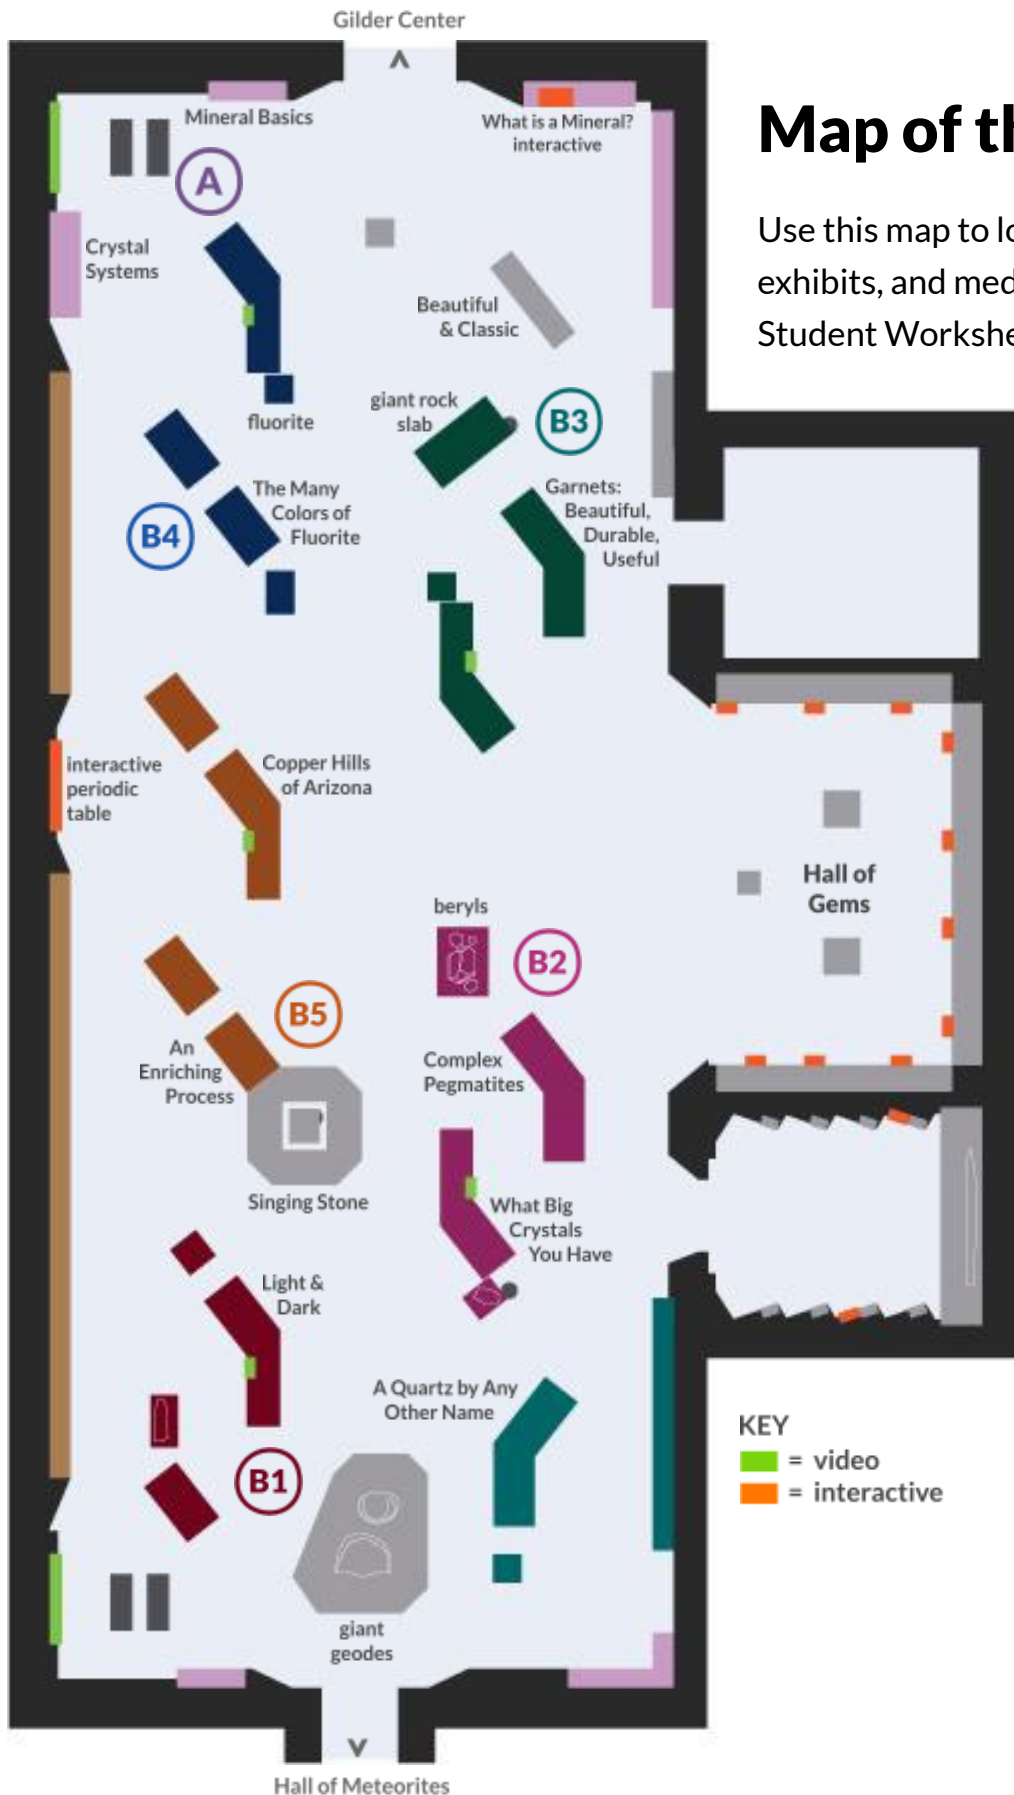 Gilder Center
Mineral Basics
What is a Mineral?
interactive
Map of
Use this map to
exhibits, and
Student
A
Crystal
Systems
Beautiful
& Classic
fluorite
giant rock
slab
B3
The Many
Colors of
Fluorite
B4
Garnets:
Beautiful,
Durable,
Useful
interactive
periodic
table
Copper Hills
of Arizona
Hall of
Gems
beryls
B2
B5
An
Enriching
Process
Complex
Pegmatites
Singing Stone
What Big
Crystals
You Have
Light &
Dark
A Quartz by Any
Other Name
B1
KEY
= video
= interactive
giant
geodes
Hall of Meteorites